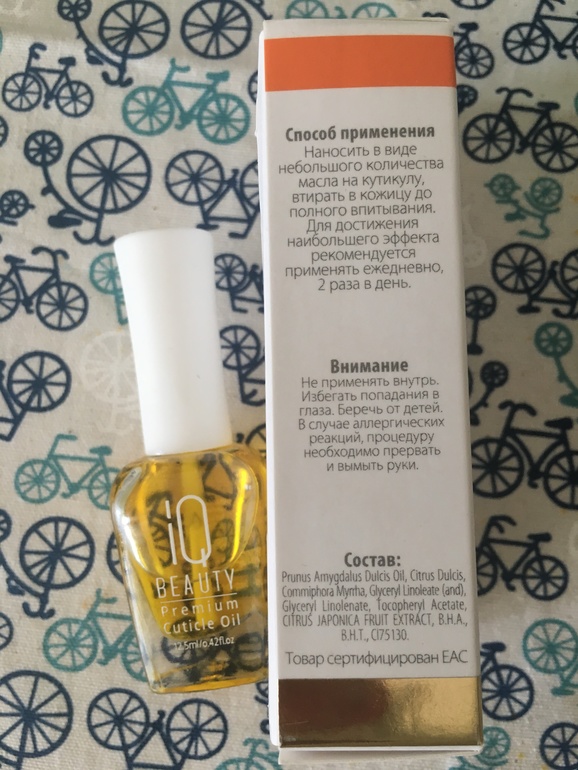 iQ
BEAUTY
Premium
Cuticle Oil
12.5ml/0.42fl.oz
Способ применения
Наносить в виде
небольшого количества
масла на кутикулу,
втирать в кожицу до
полного впитывания.
Для достижения
наибольшего эффекта
рекомендуется
применять ежедневно,
2 раза в день.
Внимание
Не применять внутрь.
Избегать попадания в
глаза. Беречь от детей.
В случае аллергических
реакций, процедуру
необходимо прервать
и вымыть руки.
Состав:
Prunus Amygdalus Dulcis Oil, Citrus Dulcis,
Commiphora Myrrha, Glyceryl Linoleate (and),
Glyceryl Linolenate, Tocopheryl Acetate,
CITRUS JAPONICA FRUIT EXTRACT, B.H.A.,
B.H.T., CI75130.
Товар сертифицирован ЕАС